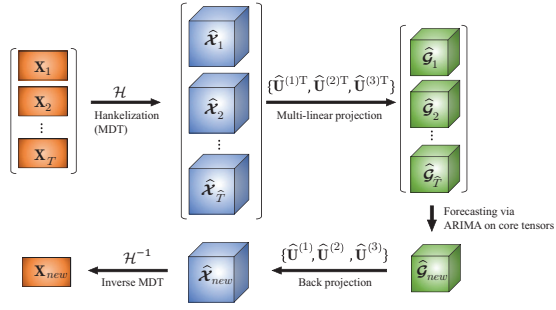 X_1
X_2
⋮
X_T
ℋ
Hankelization
(MDT)
𝒳̂_1
𝒳̂_2
⋮
𝒳̂_T̂
{Û^(1)T, Û^(2)T, Û^(3)T}
Multi-linear projection
𝒢̂_1
𝒢̂_2
⋮
𝒢̂_T̂
Forecasting via
ARIMA on core tensors
𝒢̂_new
{Û^(1), Û^(2), Û^(3)}
Back projection
𝒳̂_new
ℋ^−1
Inverse MDT
X_new